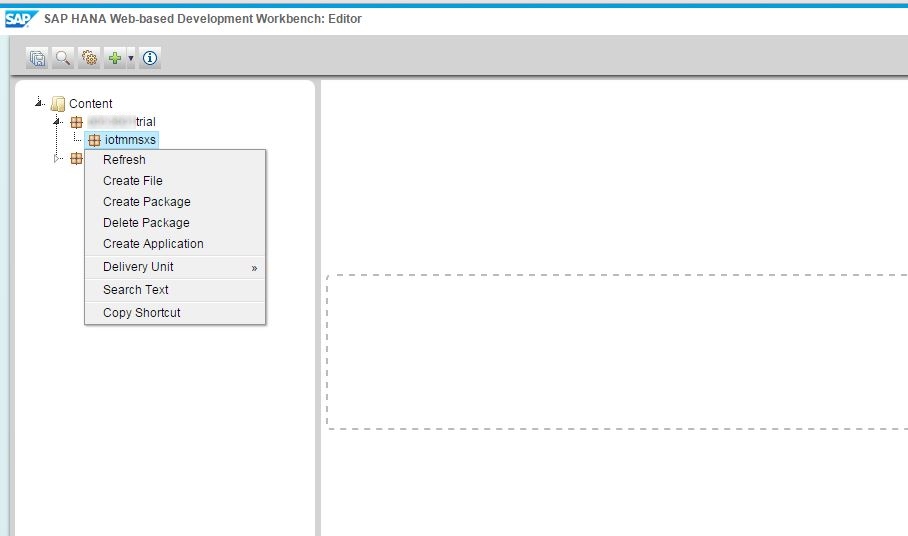 SAP SAP HANA Web-based Development Workbench: Editor
Content
trial
iotmmsxs
Refresh
Create File
Create Package
Delete Package
Create Application
Delivery Unit »
Search Text
Copy Shortcut